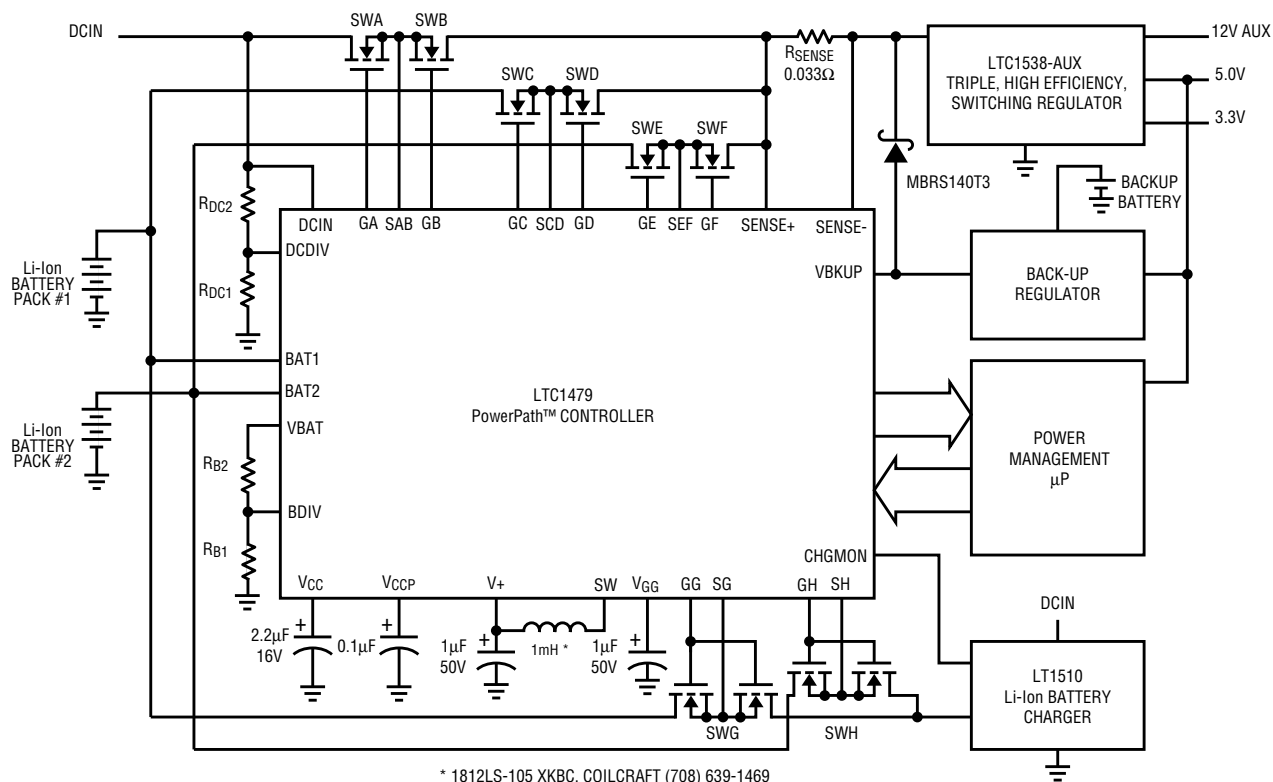 DCIN
SWA
SWB
SWC
SWD
SWE
SWF
RSENSE
0.033Ω
LTC1538-AUX
TRIPLE, HIGH EFFICIENCY,
SWITCHING REGULATOR
12V AUX
5.0V
3.3V
MBRS140T3
BACKUP
BATTERY
BACK-UP
REGULATOR
RDC2
RDC1
Li-Ion
BATTERY
PACK #1
Li-Ion
BATTERY
PACK #2
RB2
RB1
DCIN
GA
SAB
GB
GC
SCD
GD
GE
SEF
GF
SENSE+
SENSE-
DCDIV
VBKUP
BAT1
BAT2
VBAT
BDIV
LTC1479
PowerPath™ CONTROLLER
CHGMON
POWER
MANAGEMENT
µP
VCC
VCCP
V+
SW
VGG
GG
SG
GH
SH
+
2.2µF
16V
+
0.1µF
+
1µF
50V
1mH *
+
1µF
50V
SWG
SWH
DCIN
LT1510
Li-Ion BATTERY
CHARGER
* 1812LS-105 XKBC, COILCRAFT (708) 639-1469